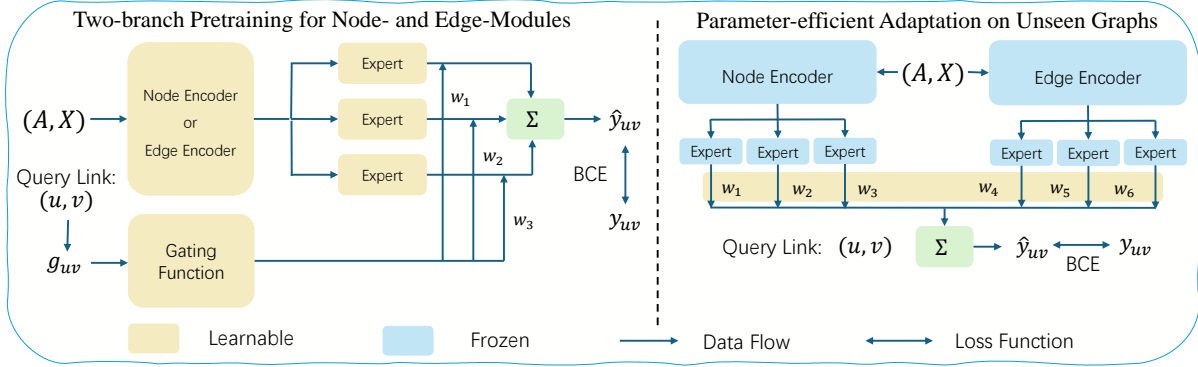 Two-branch Pretraining for Node- and Edge-Modules
(A, X)
Node Encoder
or
Edge Encoder
Expert
Expert
Expert
w₁
w₂
w₃
Σ
ŷᵤᵥ
BCE
yᵤᵥ
Query Link:
(u, v)
gᵤᵥ
Gating
Function
Parameter-efficient Adaptation on Unseen Graphs
Node Encoder
(A, X)
Edge Encoder
Expert
Expert
Expert
Expert
Expert
Expert
w₁
w₂
w₃
w₄
w₅
w₆
Query Link: (u, v)
Σ
ŷᵤᵥ
yᵤᵥ
BCE
Learnable
Frozen
Data Flow
Loss Function